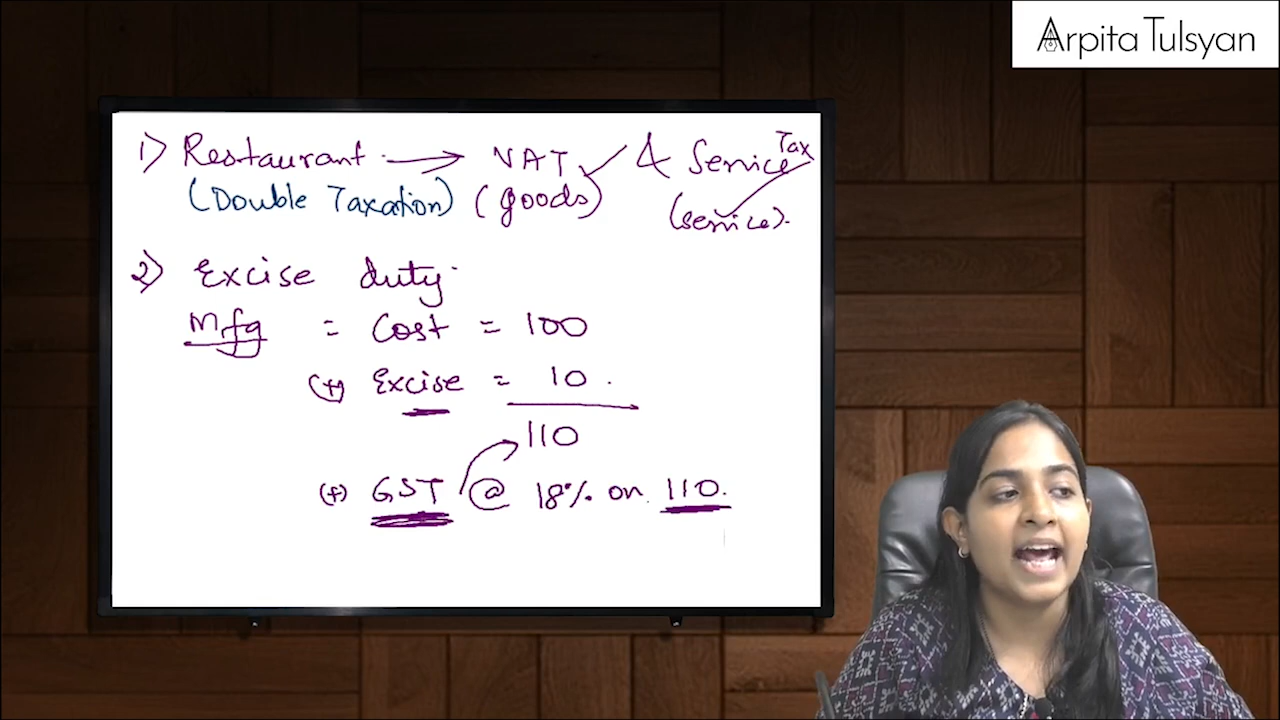 Arpita Tulsyan
1) Restaurant → VAT & Service Tax
(Double Taxation) (goods) (service).
2) Excise duty.
Mfg = Cost = 100
(+) Excise = 10.
110
(+) GST @ 18% on 110.